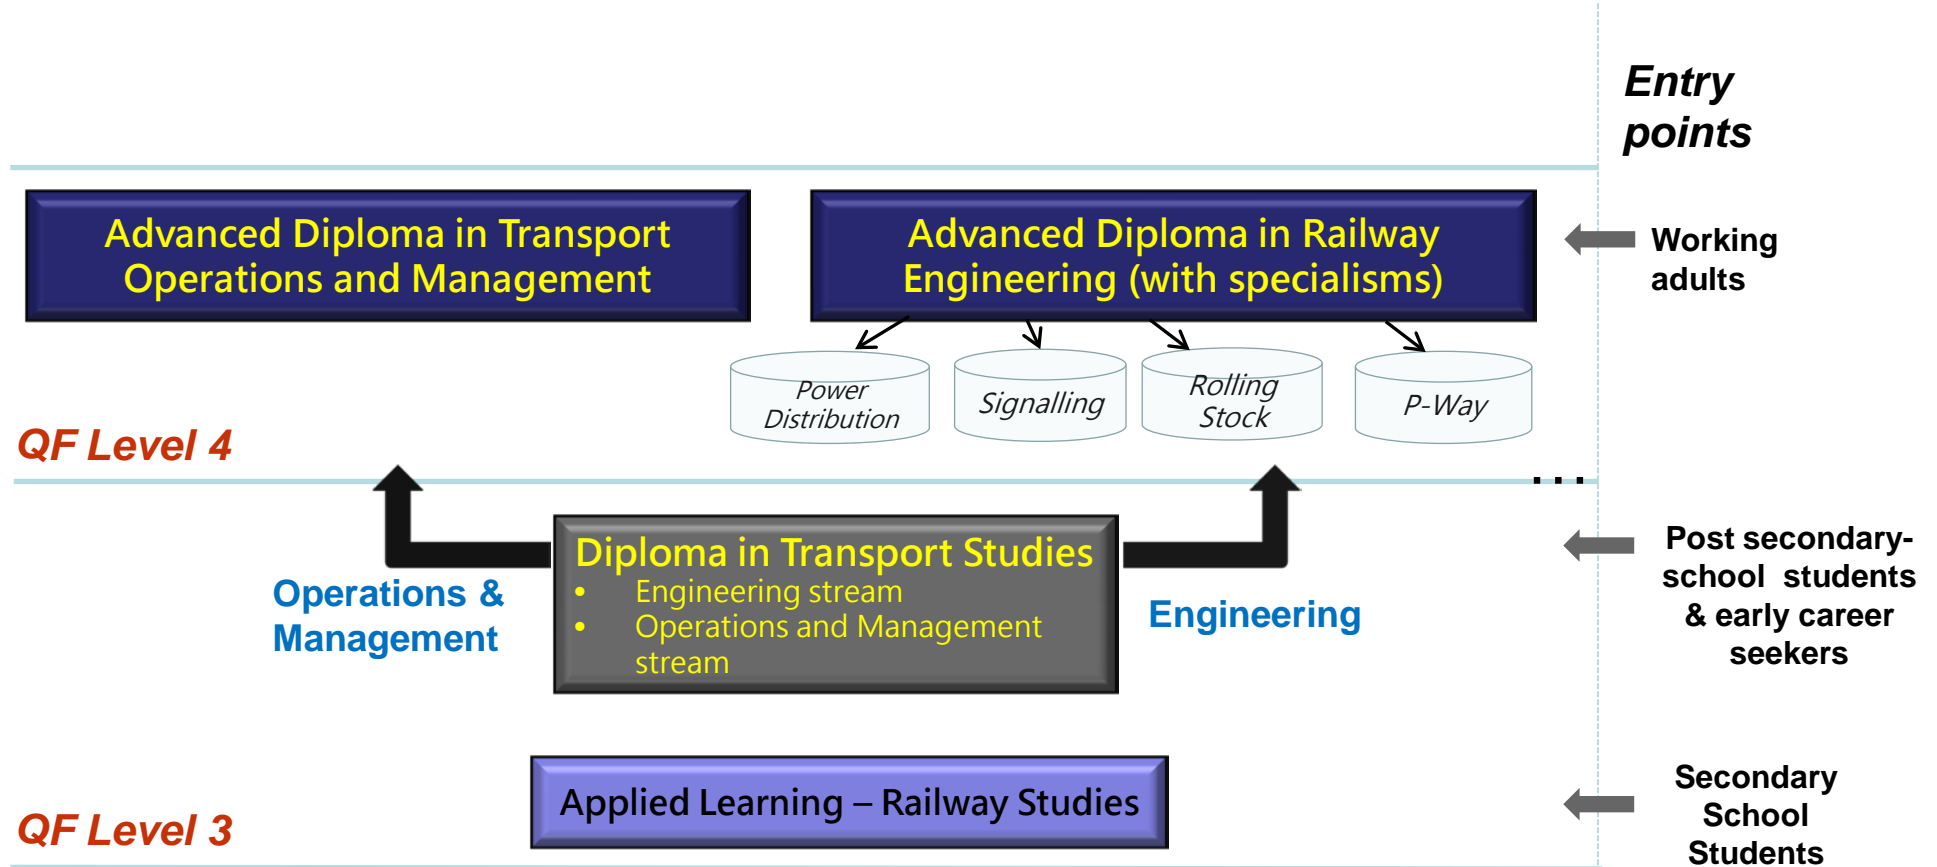 Entry
points
Advanced Diploma in Transport
Operations and Management
Advanced Diploma in Railway
Engineering (with specialisms)
Working
adults
Power
Distribution
Signalling
Rolling
Stock
P-Way
QF Level 4
...
Diploma in Transport Studies
• Engineering stream
• Operations and Management
stream
Operations &
Management
Engineering
Post secondary-
school students
& early career
seekers
Applied Learning – Railway Studies
Secondary
School
Students
QF Level 3